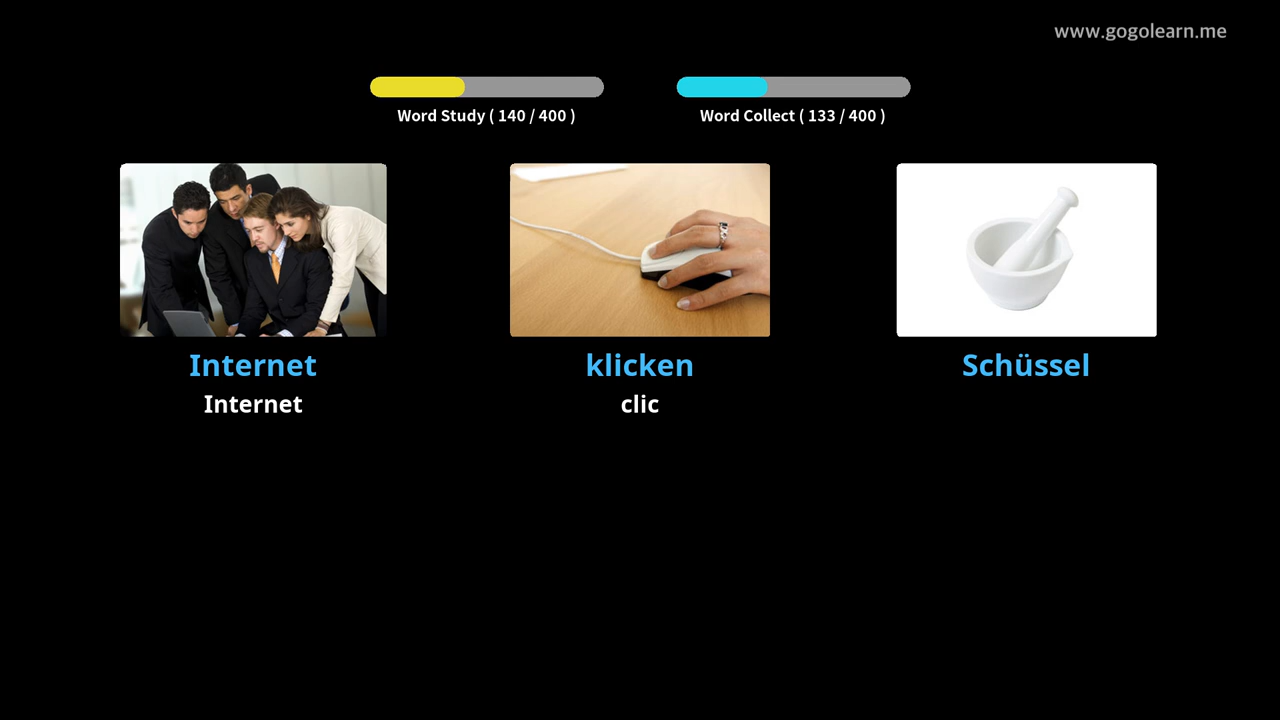 www.gogolearn.me
Word Study ( 140 / 400 )
Word Collect ( 133 / 400 )
Internet
klicken
Schüssel
Internet
clic